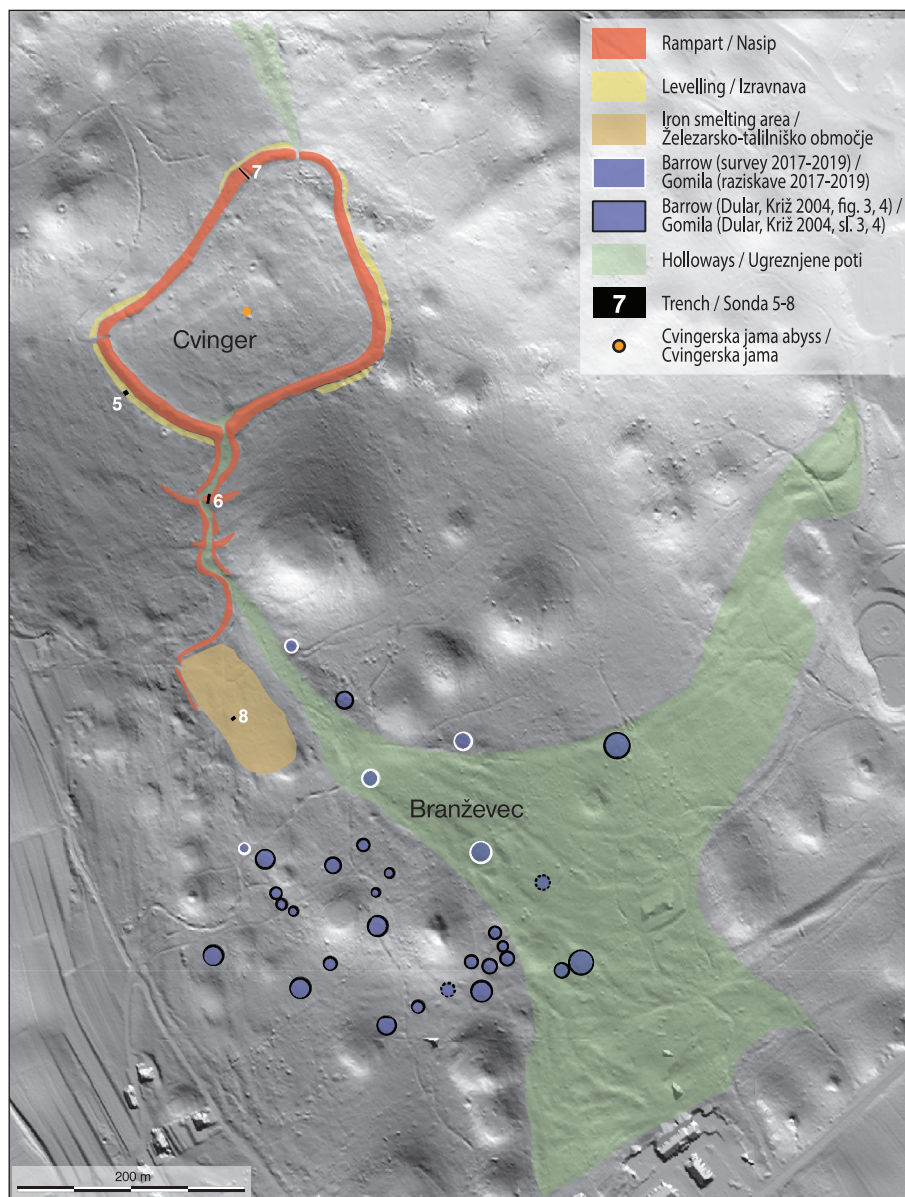 Rampart / Nasip
Levelling / Izravnava
Iron smelting area /
Železarsko-talilniško območje
Barrow (survey 2017-2019) /
Gomila (raziskave 2017-2019)
Barrow (Dular, Križ 2004, fig. 3, 4) /
Gomila (Dular, Križ 2004, sl. 3, 4)
Holloways / Ugreznjene poti
7 Trench / Sonda 5-8
Cvingerska jama abyss /
Cvingerska jama
7
Cvinger
5
6
8
Branževec
200 m